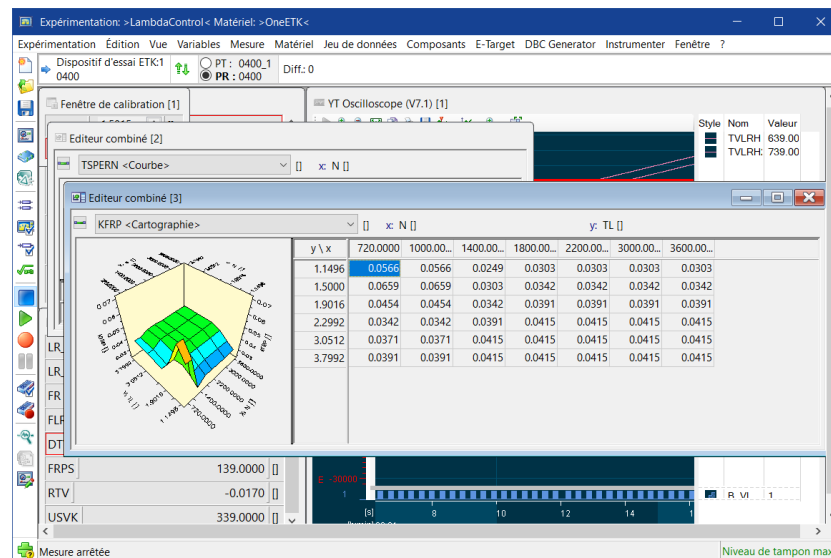 Expérimentation: >LambdaControl< Matériel: >OneETK<
Expérimentation Édition Vue Variables Mesure Matériel Jeu de données Composants E-Target DBC Generator Instrumenter Fenêtre ?
Dispositif d'essai ETK:1
0400
PT : 0400_1
PR : 0400
Diff.: 0
Fenêtre de calibration [1]
YT Oscilloscope (V7.1) [1]
Style Nom Valeur
TVLRH 639.00
TVLRH: 739.00
Editeur combiné [2]
TSPERN <Courbe> [] x: N []
Editeur combiné [3]
KFRP <Cartographie> [] x: N [] y: TL []
y \ x 720.0000 1000.00... 1400.00... 1800.00... 2200.00... 3000.00... 3600.00...
1.1496 0.0566 0.0566 0.0249 0.0303 0.0303 0.0303 0.0303
1.5000 0.0659 0.0659 0.0303 0.0342 0.0342 0.0342 0.0342
1.9016 0.0454 0.0454 0.0342 0.0391 0.0391 0.0391 0.0391
2.2992 0.0342 0.0342 0.0391 0.0415 0.0415 0.0415 0.0415
3.0512 0.0371 0.0371 0.0415 0.0415 0.0415 0.0415 0.0415
3.7992 0.0391 0.0391 0.0415 0.0415 0.0415 0.0415 0.0415
LR_
LR_
FR
DT
FRPS 139.0000 []
RTV -0.0170 []
USVK 339.0000 []
E -30000
1
[s] 8 10 12 14
B_VL 1
Mesure arrêtée
Niveau de tampon max